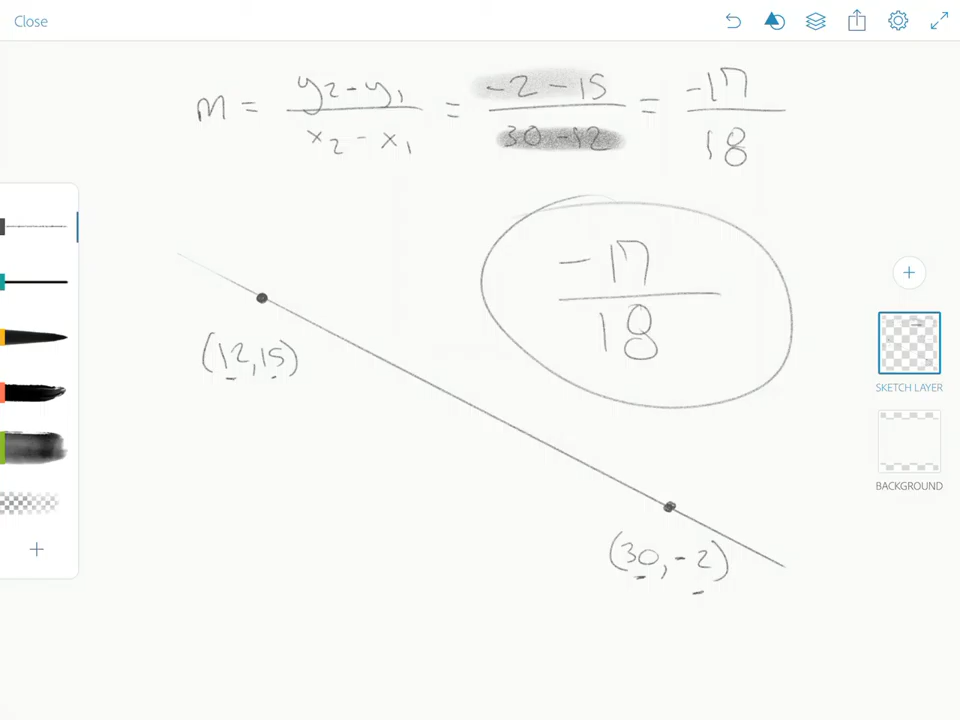 Close
m = y2-y1 / x2-x1 = -2-15 / 30-12 = -17 / 18
-17
18
(12,15)
(30,-2)
SKETCH LAYER
BACKGROUND